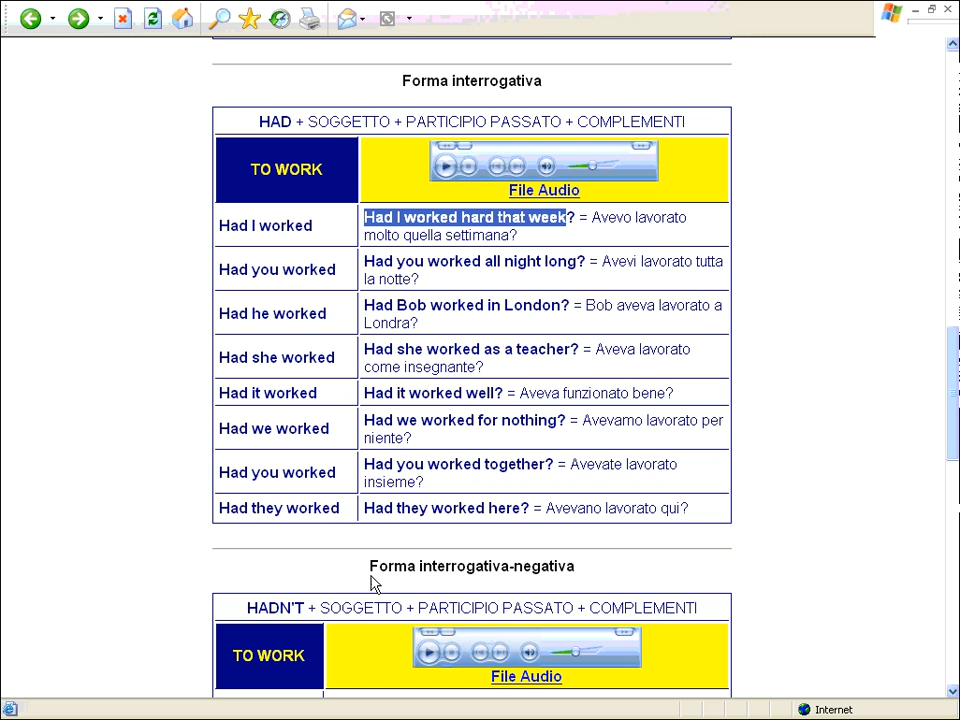 Forma interrogativa
HAD + SOGGETTO + PARTICIPIO PASSATO + COMPLEMENTI
TO WORK
File Audio
Had I worked
Had I worked hard that week? = Avevo lavorato
molto quella settimana?
Had you worked
Had you worked all night long? = Avevi lavorato tutta
la notte?
Had he worked
Had Bob worked in London? = Bob aveva lavorato a
Londra?
Had she worked
Had she worked as a teacher? = Aveva lavorato
come insegnante?
Had it worked
Had it worked well? = Aveva funzionato bene?
Had we worked
Had we worked for nothing? = Avevamo lavorato per
niente?
Had you worked
Had you worked together? = Avevate lavorato
insieme?
Had they worked
Had they worked here? = Avevano lavorato qui?
Forma interrogativa-negativa
HADN'T + SOGGETTO + PARTICIPIO PASSATO + COMPLEMENTI
TO WORK
File Audio
Internet